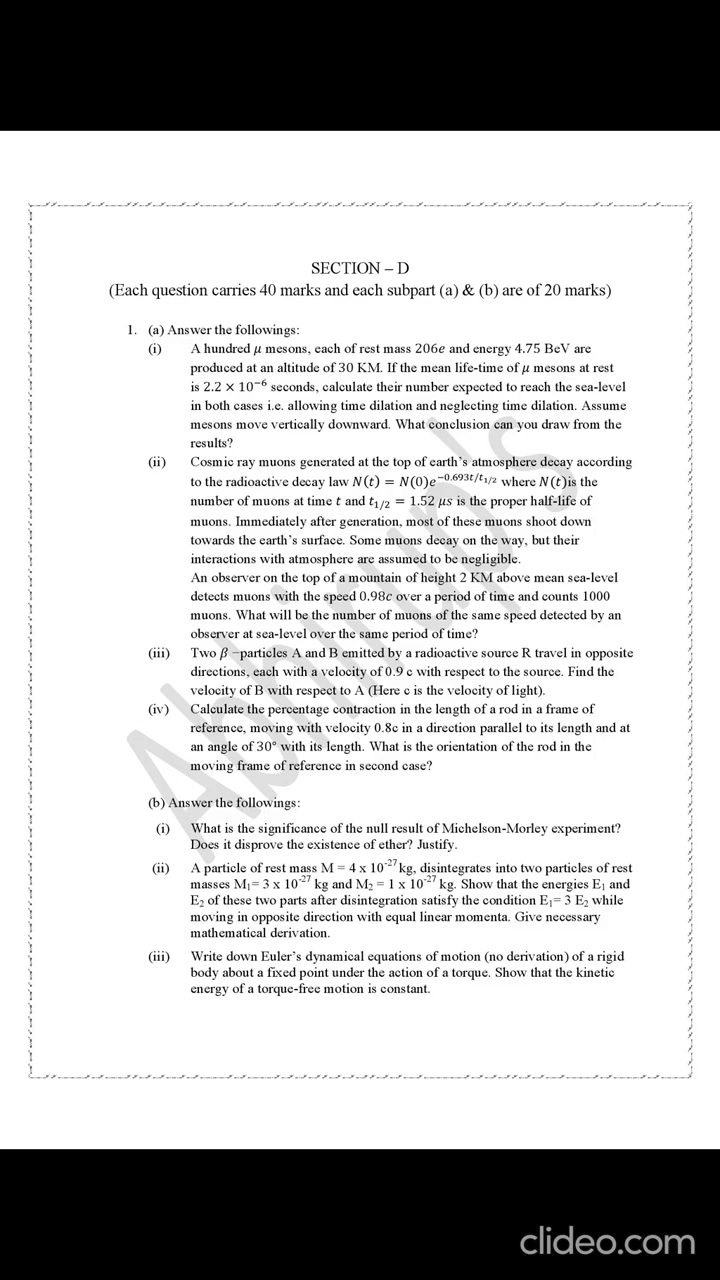 SECTION – D
(Each question carries 40 marks and each subpart (a) & (b) are of 20 marks)
1. (a) Answer the followings:
(i) A hundred μ mesons, each of rest mass 206e and energy 4.75 BeV are
produced at an altitude of 30 KM. If the mean life-time of μ mesons at rest
is 2.2 × 10⁻⁶ seconds, calculate their number expected to reach the sea-level
in both cases i.e. allowing time dilation and neglecting time dilation. Assume
mesons move vertically downward. What conclusion can you draw from the
results?
(ii) Cosmic ray muons generated at the top of earth's atmosphere decay according
to the radioactive decay law N(t) = N(0)e^{−0.693t/t_{1/2}} where N(t)is the
number of muons at time t and t_{1/2} = 1.52 μs is the proper half-life of
muons. Immediately after generation, most of these muons shoot down
towards the earth's surface. Some muons decay on the way, but their
interactions with atmosphere are assumed to be negligible.
An observer on the top of a mountain of height 2 KM above mean sea-level
detects muons with the speed 0.98c over a period of time and counts 1000
muons. What will be the number of muons of the same speed detected by an
observer at sea-level over the same period of time?
(iii) Two β −particles A and B emitted by a radioactive source R travel in opposite
directions, each with a velocity of 0.9 c with respect to the source. Find the
velocity of B with respect to A (Here c is the velocity of light).
(iv) Calculate the percentage contraction in the length of a rod in a frame of
reference, moving with velocity 0.8c in a direction parallel to its length and at
an angle of 30° with its length. What is the orientation of the rod in the
moving frame of reference in second case?
(b) Answer the followings:
(i) What is the significance of the null result of Michelson-Morley experiment?
Does it disprove the existence of ether? Justify.
(ii) A particle of rest mass M = 4 x 10⁻²⁷ kg, disintegrates into two particles of rest
masses M₁= 3 x 10⁻²⁷ kg and M₂ = 1 x 10⁻²⁷ kg. Show that the energies E₁ and
E₂ of these two parts after disintegration satisfy the condition E₁= 3 E₂ while
moving in opposite direction with equal linear momenta. Give necessary
mathematical derivation.
(iii) Write down Euler's dynamical equations of motion (no derivation) of a rigid
body about a fixed point under the action of a torque. Show that the kinetic
energy of a torque-free motion is constant.
Abhirup's
clideo.com